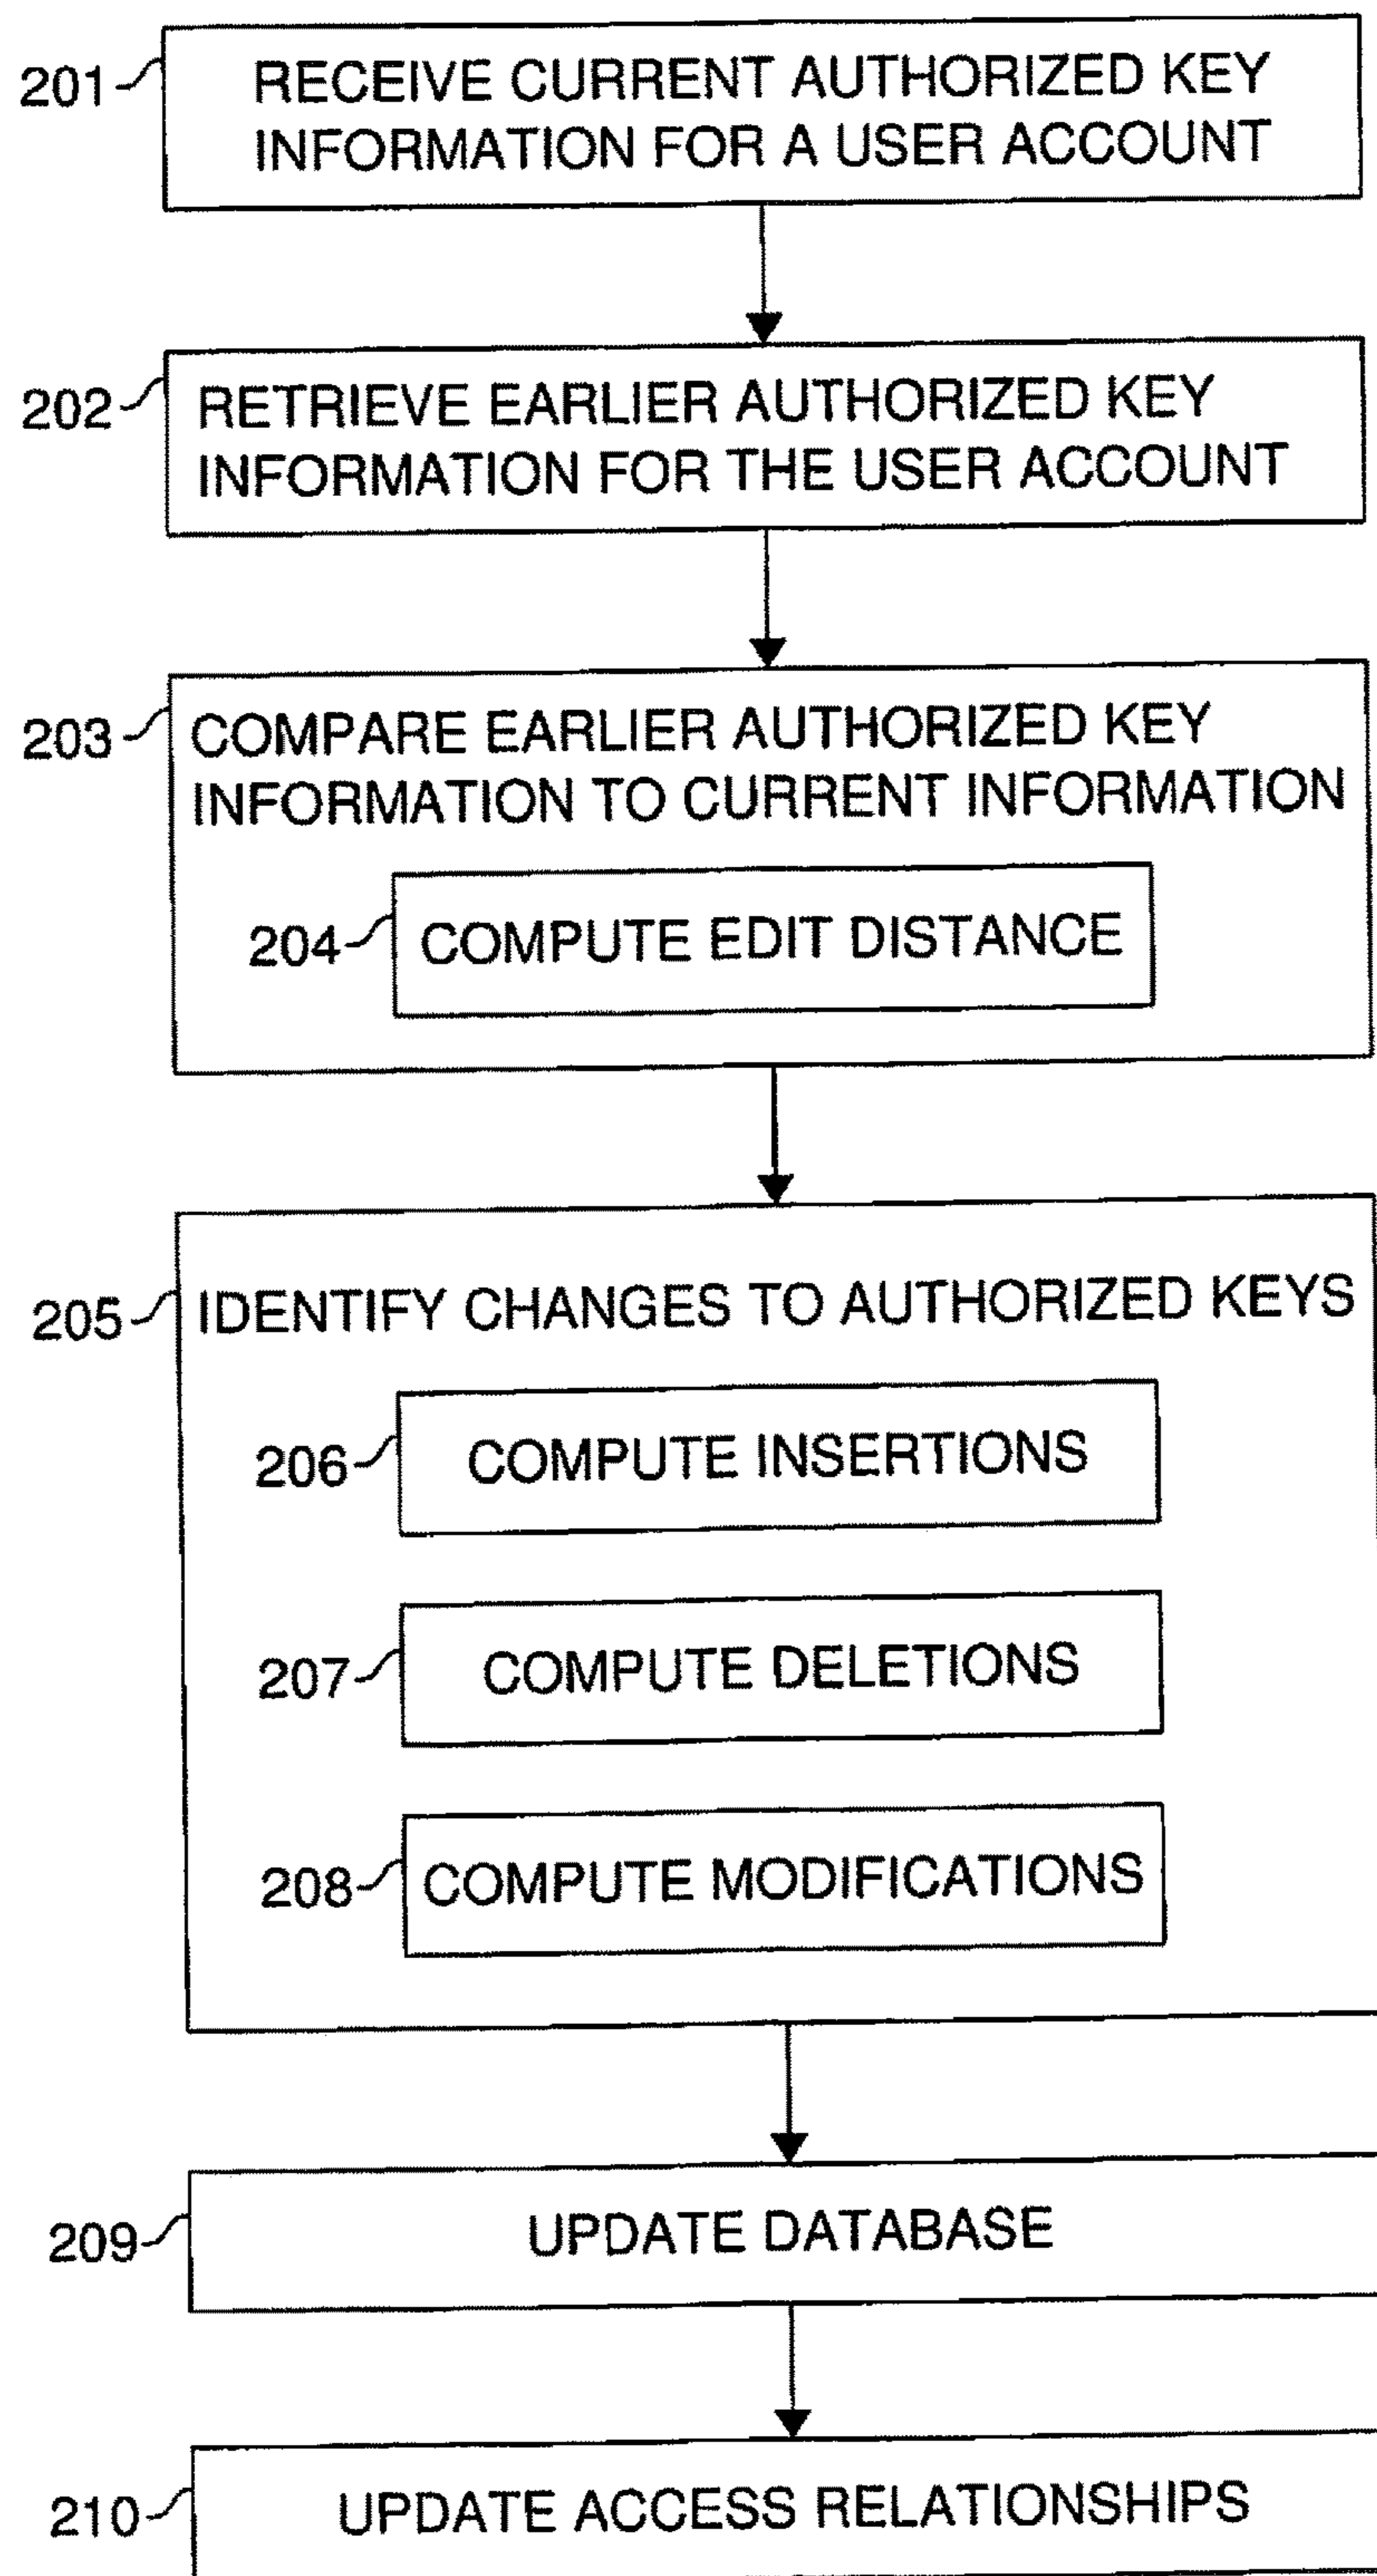 201 RECEIVE CURRENT AUTHORIZED KEY
INFORMATION FOR A USER ACCOUNT
202 RETRIEVE EARLIER AUTHORIZED KEY
INFORMATION FOR THE USER ACCOUNT
203 COMPARE EARLIER AUTHORIZED KEY
INFORMATION TO CURRENT INFORMATION
204 COMPUTE EDIT DISTANCE
205 IDENTIFY CHANGES TO AUTHORIZED KEYS
206 COMPUTE INSERTIONS
207 COMPUTE DELETIONS
208 COMPUTE MODIFICATIONS
209 UPDATE DATABASE
210 UPDATE ACCESS RELATIONSHIPS